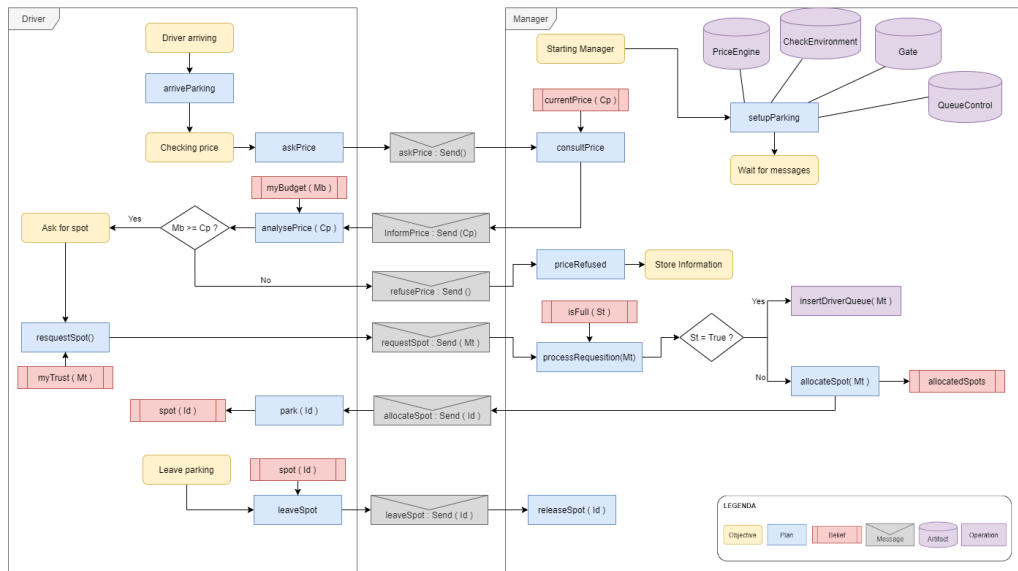 Driver
Driver arriving
arriveParking
Checking price
askPrice
askPrice : Send()
myBudget ( Mb )
Ask for spot
Yes
Mb >= Cp ?
analysePrice ( Cp )
InformPrice : Send (Cp)
No
refusePrice : Send ()
resquestSpot()
requestSpot : Send ( Mt )
myTrust ( Mt )
spot ( Id )
park ( Id )
allocateSpot : Send ( Id )
Leave parking
spot ( Id )
leaveSpot
leaveSpot : Send ( Id )
Manager
Starting Manager
PriceEngine
CheckEnvironment
Gate
QueueControl
currentPrice ( Cp )
setupParking
consultPrice
Wait for messages
priceRefused
Store Information
isFull ( St )
Yes
insertDriverQueue( Mt )
St = True ?
processRequesition(Mt)
No
allocateSpot( Mt )
allocatedSpots
releaseSpot ( Id )
LEGENDA
Objective
Plan
Belief
Message
Artifact
Operation